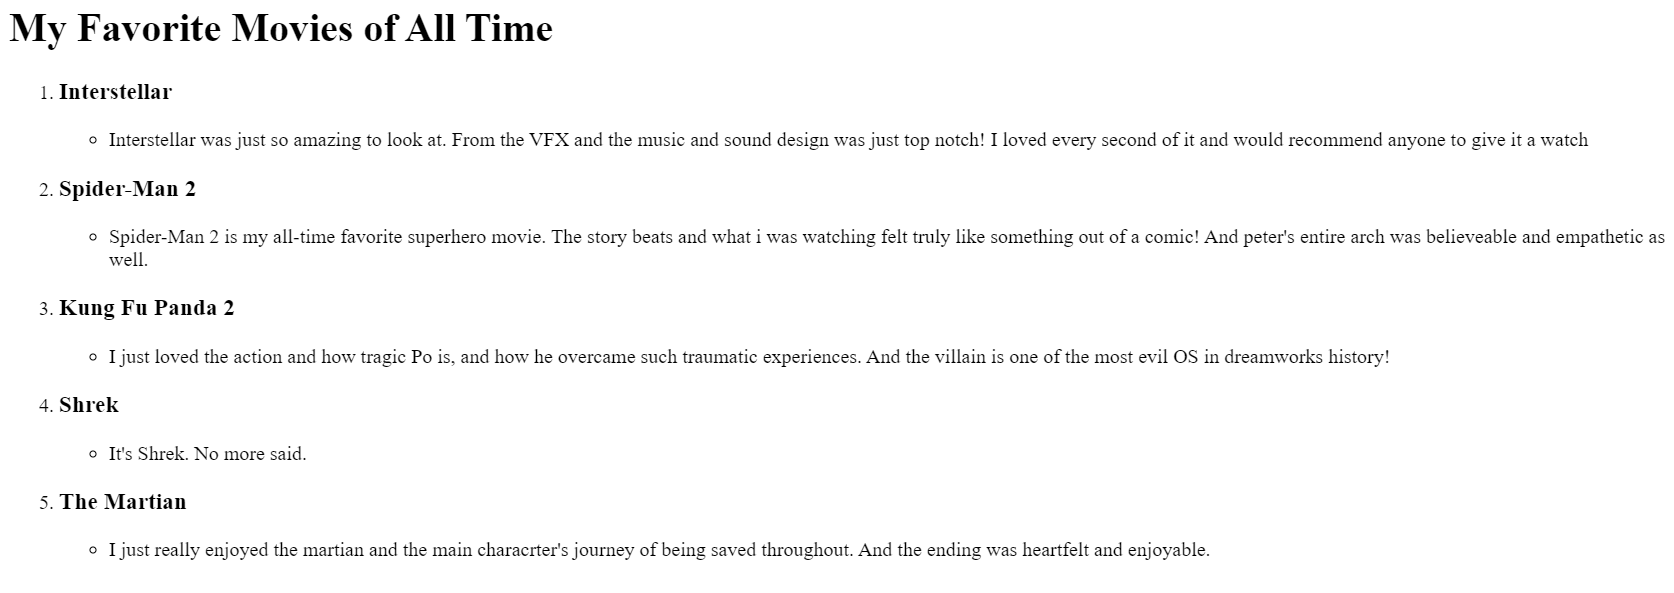 My Favorite Movies of All Time
1. Interstellar
Interstellar was just so amazing to look at. From the VFX and the music and sound design was just top notch! I loved every second of it and would recommend anyone to give it a watch
2. Spider-Man 2
Spider-Man 2 is my all-time favorite superhero movie. The story beats and what i was watching felt truly like something out of a comic! And peter's entire arch was believeable and empathetic as
well.
3. Kung Fu Panda 2
I just loved the action and how tragic Po is, and how he overcame such traumatic experiences. And the villain is one of the most evil OS in dreamworks history!
4. Shrek
It's Shrek. No more said.
5. The Martian
I just really enjoyed the martian and the main characrter's journey of being saved throughout. And the ending was heartfelt and enjoyable.